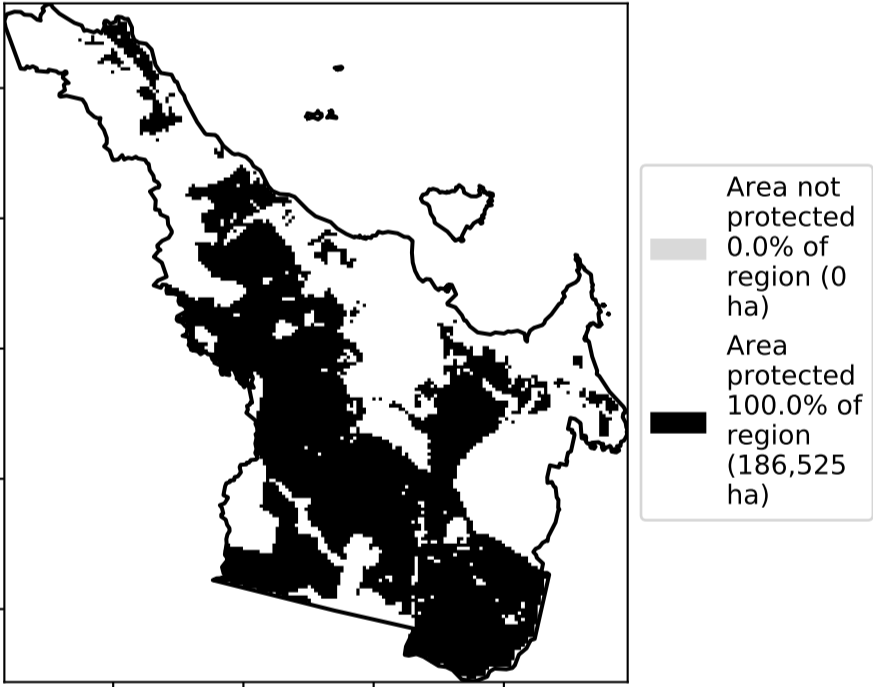 Area not
protected
0.0% of
region (0
ha)
Area
protected
100.0% of
region
(186,525
ha)